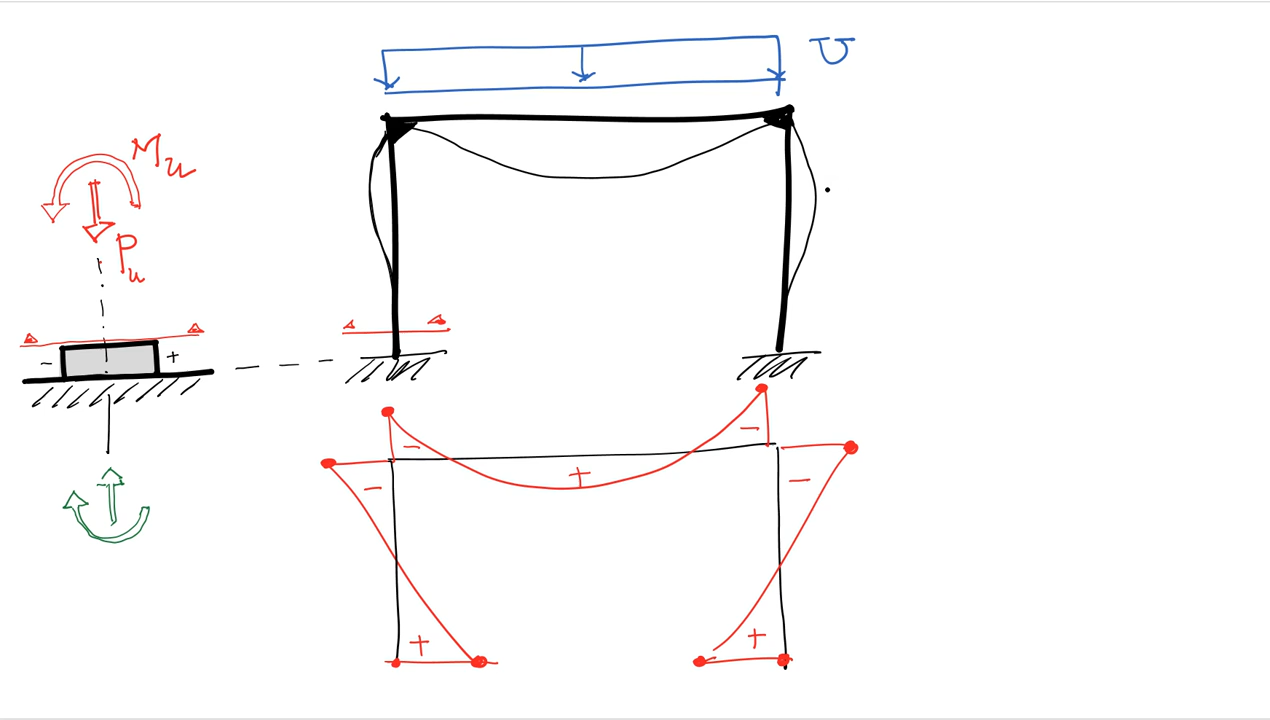 U
Mu
Pu
- +
- -
+
- -
+ +